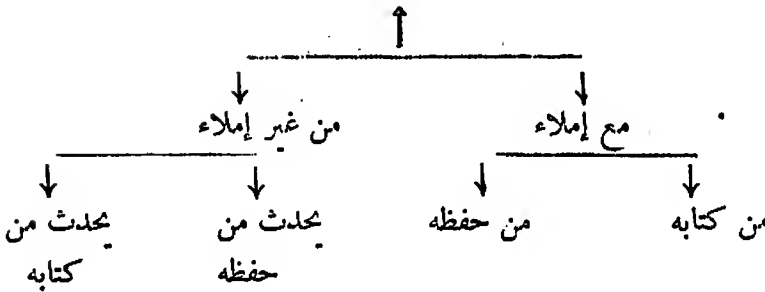 مع إملاء من غير إملاء
من كتابه من حفظه يحدث من يحدث من
حفظه كتابه